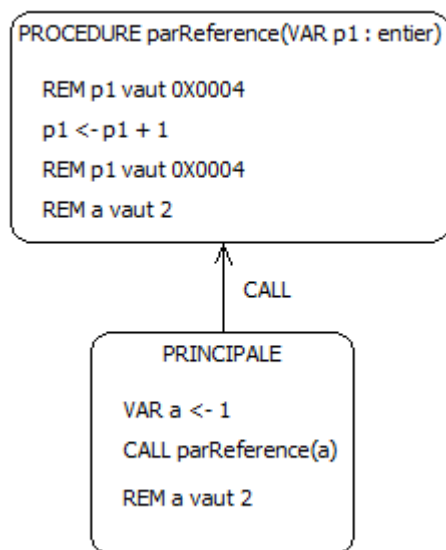 PROCEDURE parReference(VAR p1 : entier)
REM p1 vaut 0X0004
p1 <- p1 + 1
REM p1 vaut 0X0004
REM a vaut 2
CALL
PRINCIPALE
VAR a <- 1
CALL parReference(a)
REM a vaut 2